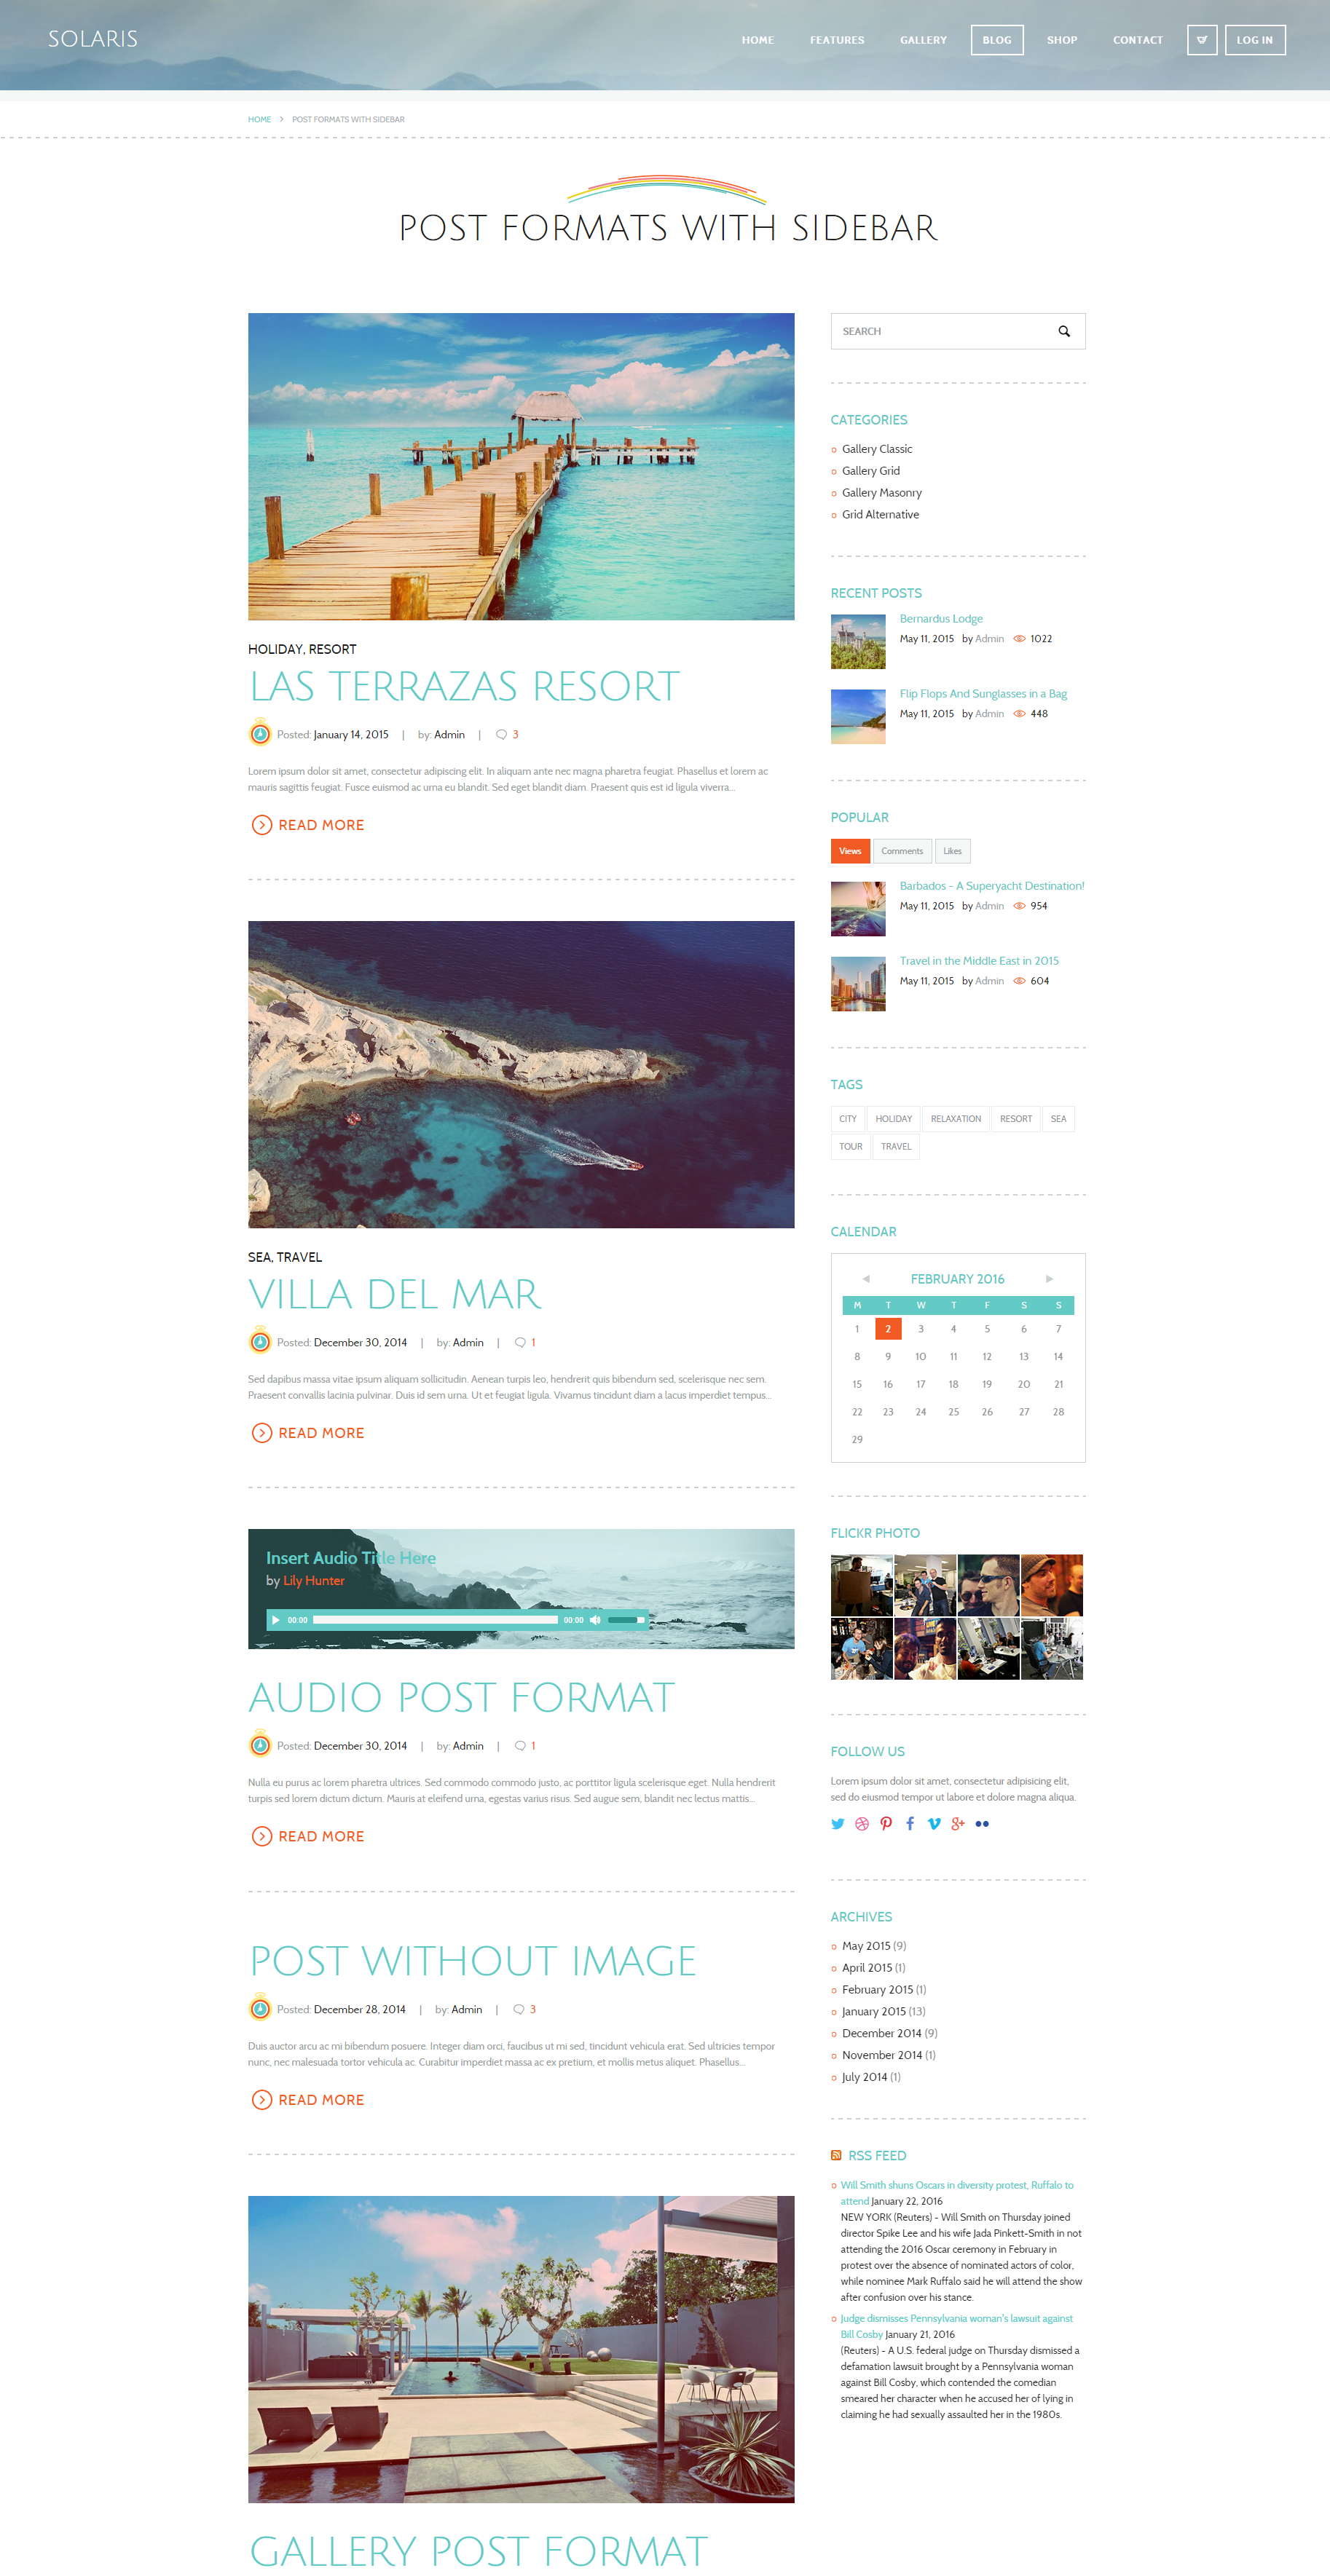 SOLARIS
HOME FEATURES GALLERY BLOG SHOP CONTACT LOG IN
HOME POST FORMATS WITH SIDEBAR
POST FORMATS WITH SIDEBAR
HOLIDAY, RESORT
LAS TERRAZAS RESORT
Posted: January 14, 2015 | by: Admin | 3
Lorem ipsum dolor sit amet, consectetur adipiscing elit. In aliquam ante nec magna pharetra feugiat. Phasellus et lorem ac
mauris sagittis feugiat. Fusce euismod ac urna eu blandit. Sed eget blandit diam. Praesent quis est id ligula viverra...
READ MORE
SEA, TRAVEL
VILLA DEL MAR
Posted: December 30, 2014 | by: Admin | 1
Sed dapibus massa vitae ipsum aliquam sollicitudin. Aenean turpis leo, hendrerit quis bibendum sed, scelerisque nec sem.
Praesent convallis lacinia pulvinar. Duis id sem urna. Ut et feugiat ligula. Vivamus tincidunt diam a lacus imperdiet tempus...
READ MORE
Insert Audio Title Here
by Lily Hunter
00:00 00:00
AUDIO POST FORMAT
Posted: December 30, 2014 | by: Admin | 1
Nulla eu purus ac lorem pharetra ultrices. Sed commodo commodo justo, ac porttitor ligula scelerisque eget. Nulla hendrerit
turpis sed lorem dictum dictum. Mauris at eleifend urna, egestas varius risus. Sed augue sem, blandit nec lectus mattis...
READ MORE
POST WITHOUT IMAGE
Posted: December 28, 2014 | by: Admin | 3
Duis auctor arcu ac mi bibendum posuere. Integer diam orci, faucibus ut mi sed, tincidunt vehicula erat. Sed ultricies tempor
nunc, nec malesuada tortor vehicula ac. Curabitur imperdiet massa ac ex pretium, et mollis metus aliquet. Phasellus...
READ MORE
GALLERY POST FORMAT
SEARCH
CATEGORIES
Gallery Classic
Gallery Grid
Gallery Masonry
Grid Alternative
RECENT POSTS
Bernardus Lodge
May 11, 2015 by Admin 1022
Flip Flops And Sunglasses in a Bag
May 11, 2015 by Admin 448
POPULAR
Views Comments Likes
Barbados - A Superyacht Destination!
May 11, 2015 by Admin 954
Travel in the Middle East in 2015
May 11, 2015 by Admin 604
TAGS
CITY HOLIDAY RELAXATION RESORT SEA
TOUR TRAVEL
CALENDAR
FEBRUARY 2016
M T W T F S S
1 2 3 4 5 6 7
8 9 10 11 12 13 14
15 16 17 18 19 20 21
22 23 24 25 26 27 28
29
FLICKR PHOTO
FOLLOW US
Lorem ipsum dolor sit amet, consectetur adipisicing elit,
sed do eiusmod tempor ut labore et dolore magna aliqua.
ARCHIVES
May 2015 (9)
April 2015 (1)
February 2015 (1)
January 2015 (13)
December 2014 (9)
November 2014 (1)
July 2014 (1)
RSS FEED
Will Smith shuns Oscars in diversity protest, Ruffalo to
attend January 22, 2016
NEW YORK (Reuters) - Will Smith on Thursday joined
director Spike Lee and his wife Jada Pinkett-Smith in not
attending the 2016 Oscar ceremony in February in
protest over the absence of nominated actors of color,
while nominee Mark Ruffalo said he will attend the show
after confusion over his stance.
Judge dismisses Pennsylvania woman's lawsuit against
Bill Cosby January 21, 2016
(Reuters) - A U.S. federal judge on Thursday dismissed a
defamation lawsuit brought by a Pennsylvania woman
against Bill Cosby, which contended the comedian
smeared her character when he accused her of lying in
claiming he had sexually assaulted her in the 1980s.